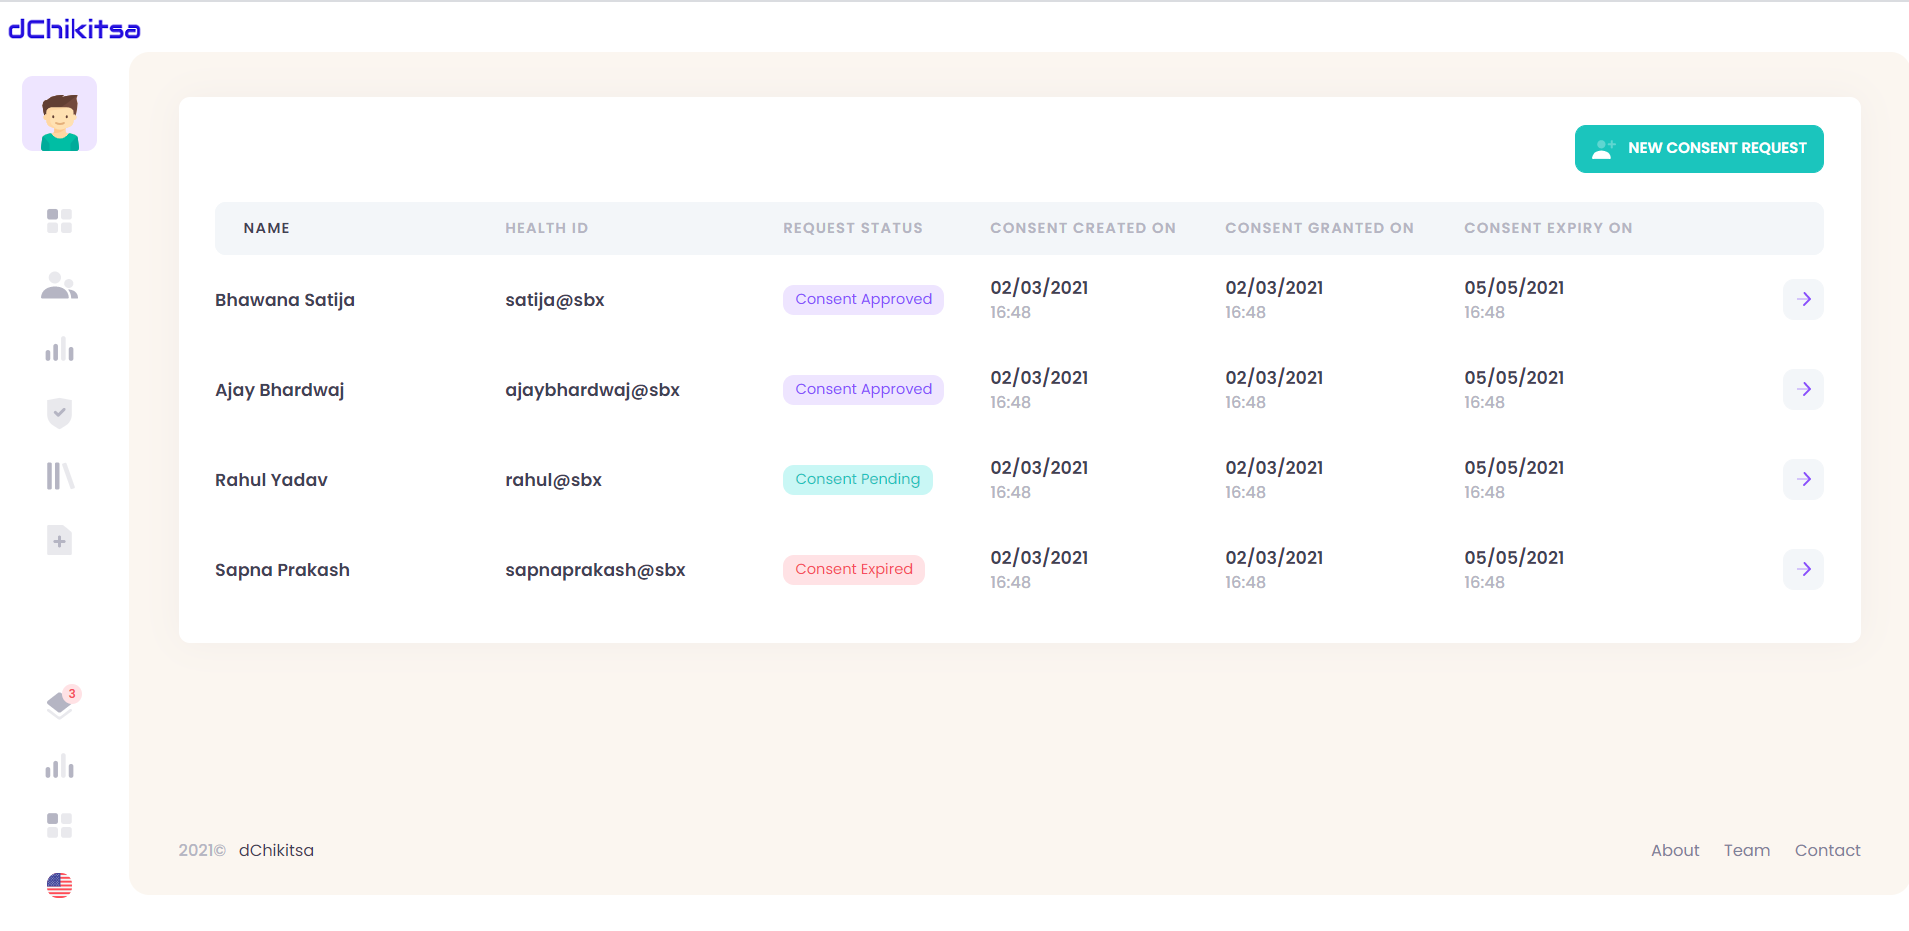 dChikitsa
NEW CONSENT REQUEST
NAME HEALTH ID REQUEST STATUS CONSENT CREATED ON CONSENT GRANTED ON CONSENT EXPIRY ON
Bhawana Satija satija@sbx Consent Approved 02/03/2021 02/03/2021 05/05/2021
16:48 16:48 16:48
Ajay Bhardwaj ajaybhardwaj@sbx Consent Approved 02/03/2021 02/03/2021 05/05/2021
16:48 16:48 16:48
Rahul Yadav rahul@sbx Consent Pending 02/03/2021 02/03/2021 05/05/2021
16:48 16:48 16:48
Sapna Prakash sapnaprakash@sbx Consent Expired 02/03/2021 02/03/2021 05/05/2021
16:48 16:48 16:48
3
2021© dChikitsa About Team Contact